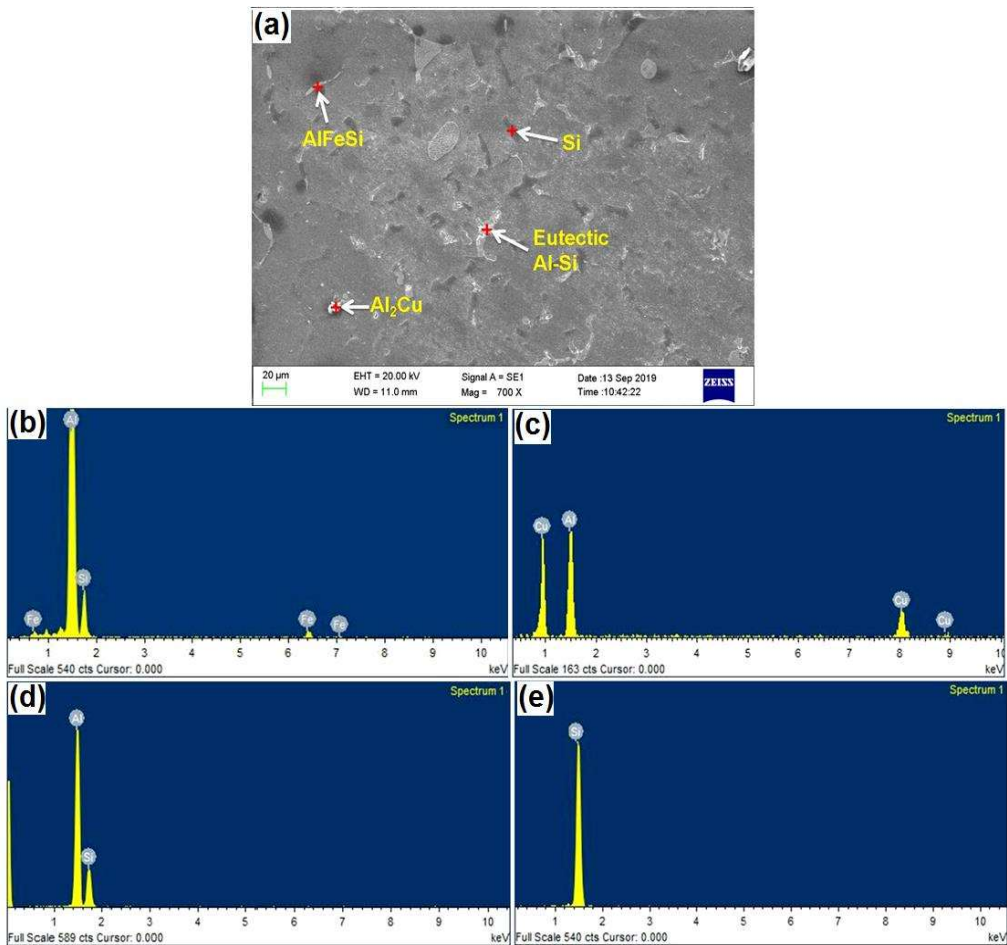 (a)
AlFeSi
Si
Eutectic
Al-Si
Al₂Cu
20 µm
EHT = 20.00 kV
WD = 11.0 mm
Signal A = SE1
Mag = 700 X
Date :13 Sep 2019
Time :10:42:22
ZEISS
(b)
Spectrum 1
Al
Si
Fe
Fe
Fe
1 2 3 4 5 6 7 8 9 10
Full Scale 540 cts Cursor: 0.000
keV
(c)
Spectrum 1
Cu
Al
Cu
Cu
1 2 3 4 5 6 7 8 9 10
Full Scale 163 cts Cursor: 0.000
keV
(d)
Spectrum 1
Al
Si
1 2 3 4 5 6 7 8 9 10
Full Scale 589 cts Cursor: 0.000
keV
(e)
Spectrum 1
Si
1 2 3 4 5 6 7 8 9 10
Full Scale 540 cts Cursor: 0.000
keV